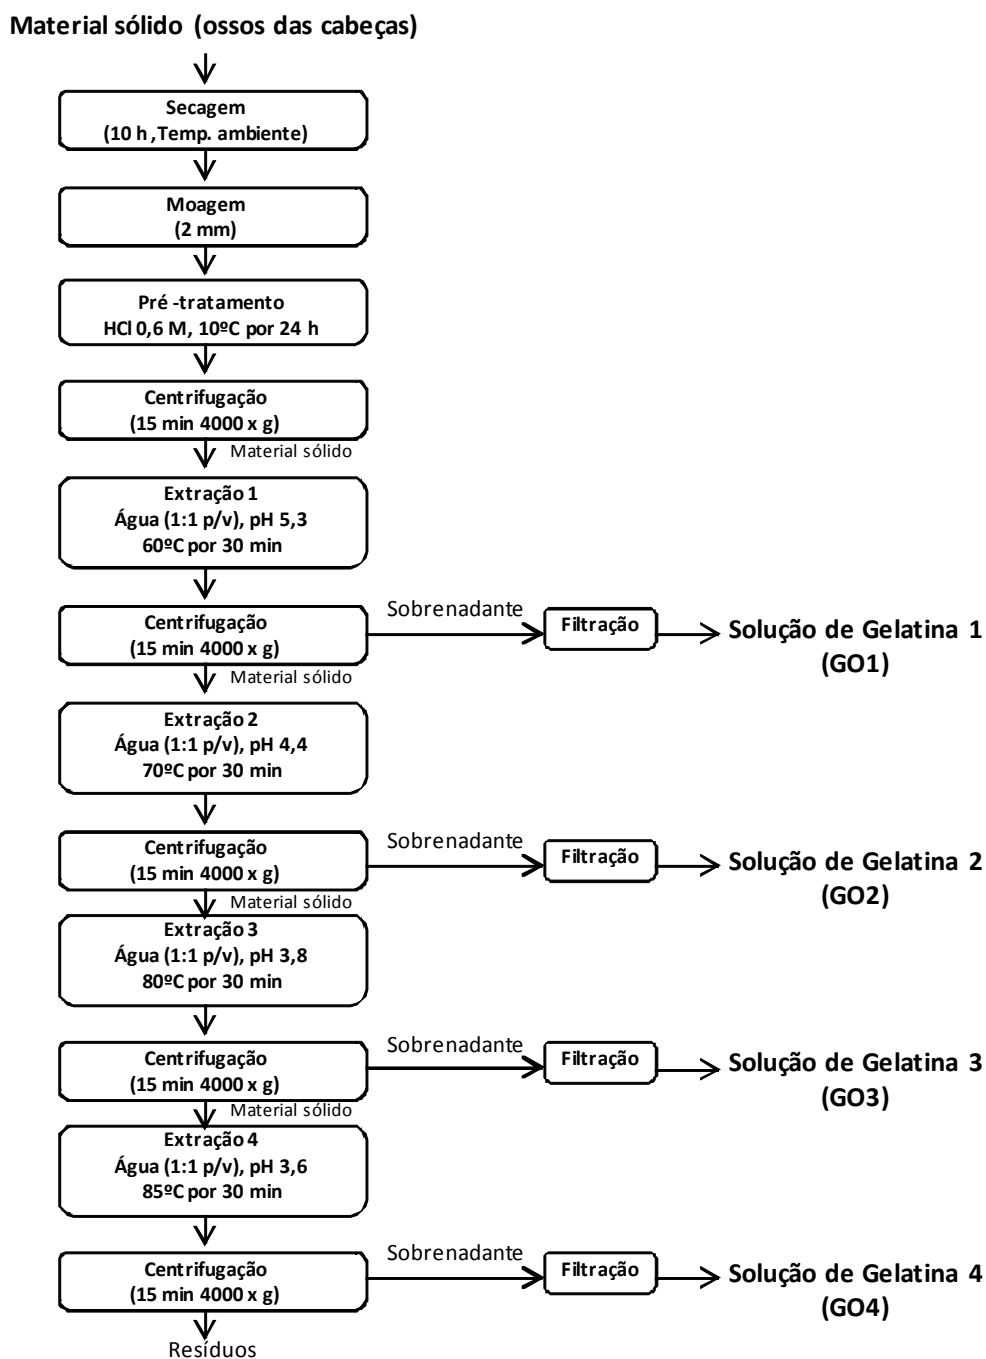 Material sólido (ossos das cabeças)
Secagem
(10 h ,Temp. ambiente)
Moagem
(2 mm)
Pré -tratamento
HCl 0,6 M, 10ºC por 24 h
Centrifugação
(15 min 4000 x g)
Material sólido
Extração 1
Água (1:1 p/v), pH 5,3
60ºC por 30 min
Centrifugação
(15 min 4000 x g)
Sobrenadante
Filtração
Solução de Gelatina 1
(GO1)
Material sólido
Extração 2
Água (1:1 p/v), pH 4,4
70ºC por 30 min
Centrifugação
(15 min 4000 x g)
Sobrenadante
Filtração
Solução de Gelatina 2
(GO2)
Material sólido
Extração 3
Água (1:1 p/v), pH 3,8
80ºC por 30 min
Centrifugação
(15 min 4000 x g)
Sobrenadante
Filtração
Solução de Gelatina 3
(GO3)
Material sólido
Extração 4
Água (1:1 p/v), pH 3,6
85ºC por 30 min
Centrifugação
(15 min 4000 x g)
Sobrenadante
Filtração
Solução de Gelatina 4
(GO4)
Resíduos